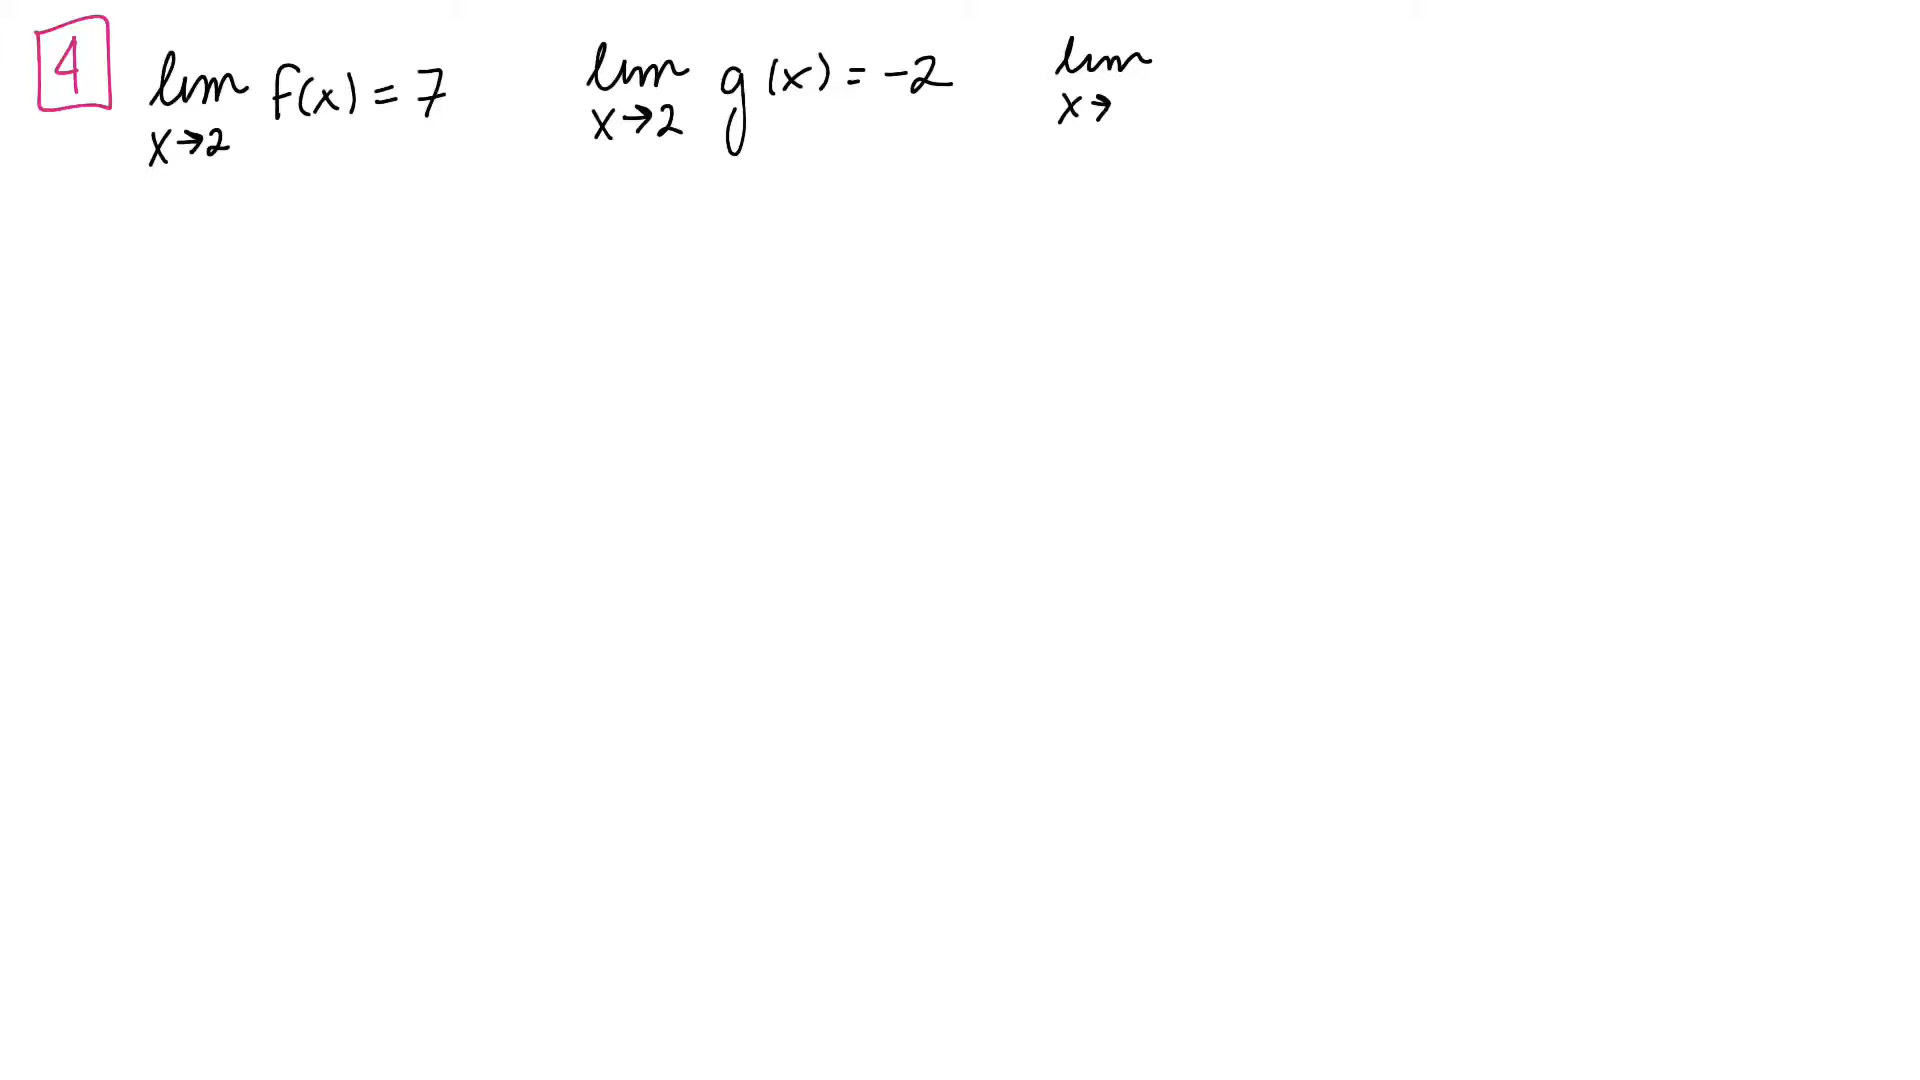 4 lim f(x) = 7 lim g(x) = -2 lim
x→2 x→2 x→